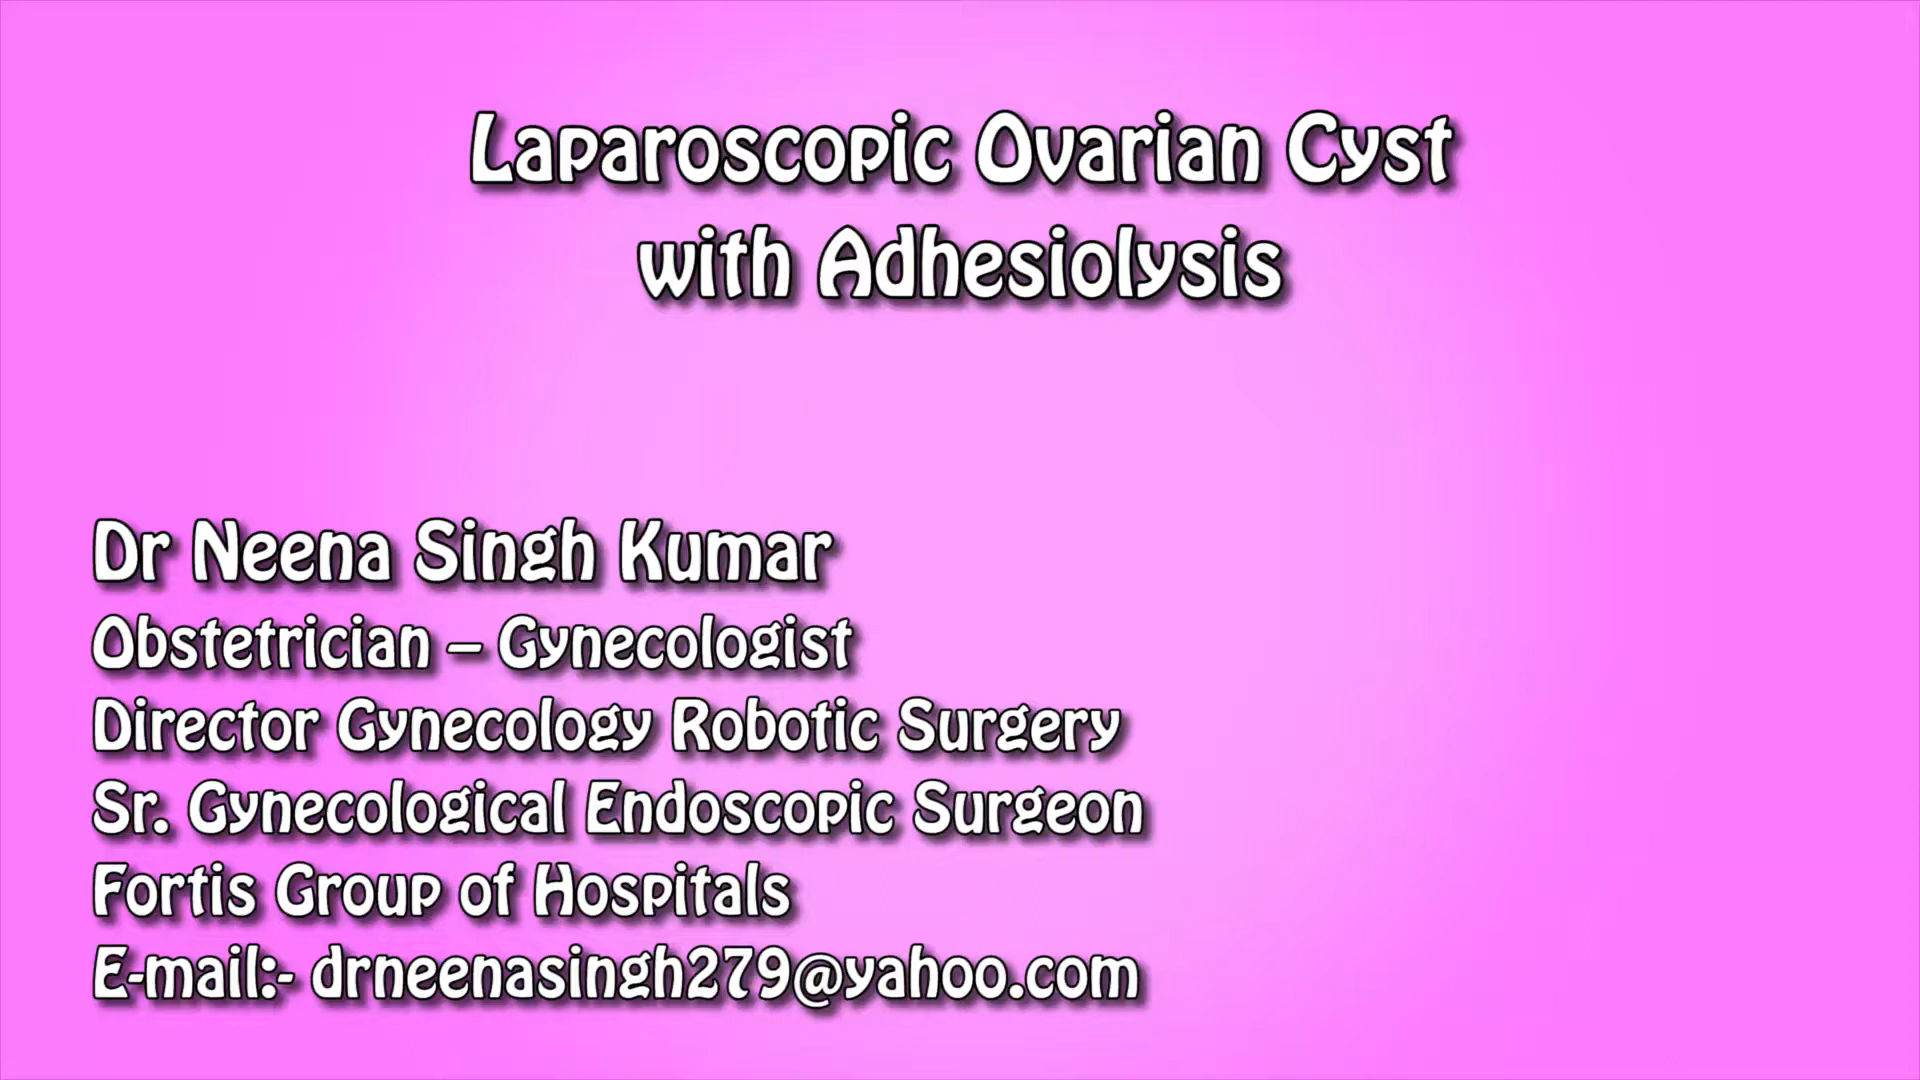 Laparoscopic Ovarian Cyst
with Adhesiolysis
Dr Neena Singh Kumar
Obstetrician – Gynecologist
Director Gynecology Robotic Surgery
Sr. Gynecological Endoscopic Surgeon
Fortis Group of Hospitals
E-mail:- drneenasingh279@yahoo.com